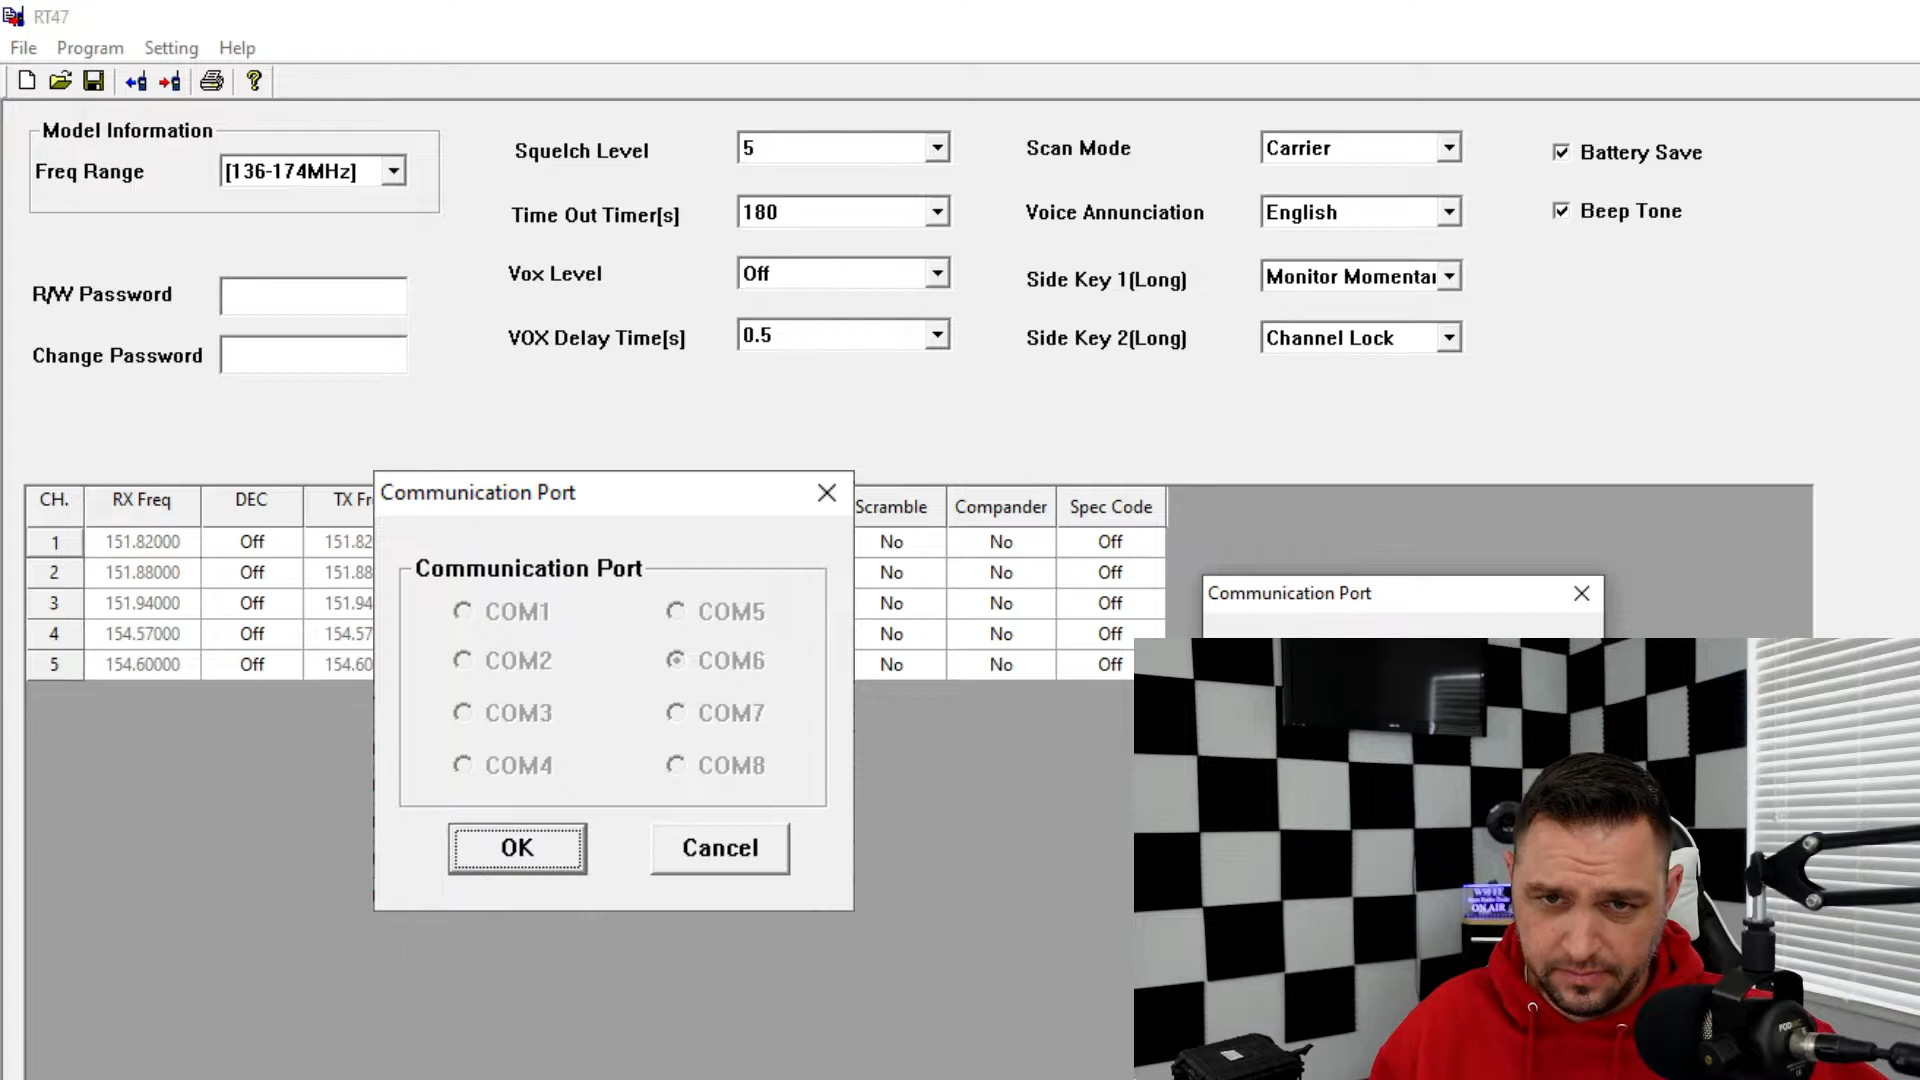 RT47
File Program Setting Help
Model Information
Freq Range [136-174MHz]
R/W Password
Change Password
Squelch Level 5
Time Out Timer[s] 180
Vox Level Off
VOX Delay Time[s] 0.5
Scan Mode Carrier
Voice Annunciation English
Side Key 1(Long) Monitor Momentar
Side Key 2(Long) Channel Lock
Battery Save
Beep Tone
CH. RX Freq DEC TX Fr Scramble Compander Spec Code
1 151.82000 Off 151.82 No No Off
2 151.88000 Off 151.88 No No Off
3 151.94000 Off 151.94 No No Off
4 154.57000 Off 154.57 No No Off
5 154.60000 Off 154.60 No No Off
Communication Port
Communication Port
COM1 COM5
COM2 COM6
COM3 COM7
COM4 COM8
OK Cancel
Communication Port
ON AIR